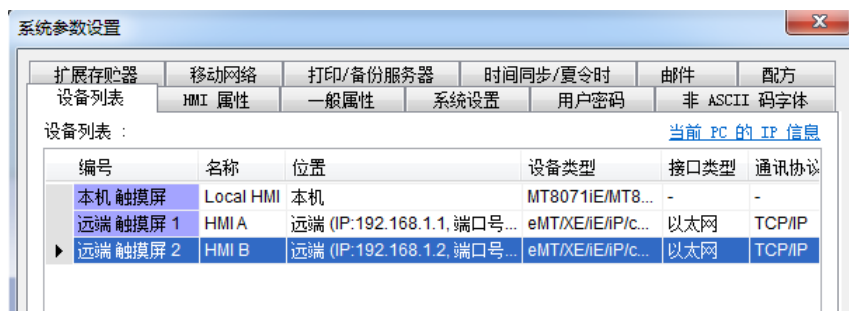 系统参数设置
扩展存贮器 移动网络 打印/备份服务器 时间同步/夏令时 邮件 配方
设备列表 HMI 属性 一般属性 系统设置 用户密码 非 ASCII 码字体
设备列表 : 当前 PC 的 IP 信息
编号 名称 位置 设备类型 接口类型 通讯协议
本机 触摸屏 Local HMI 本机 MT8071iE/MT8... - -
远端 触摸屏 1 HMI A 远端 (IP:192.168.1.1, 端口号... eMT/XE/iE/iP/c... 以太网 TCP/IP
远端 触摸屏 2 HMI B 远端 (IP:192.168.1.2, 端口号... eMT/XE/iE/iP/c... 以太网 TCP/IP